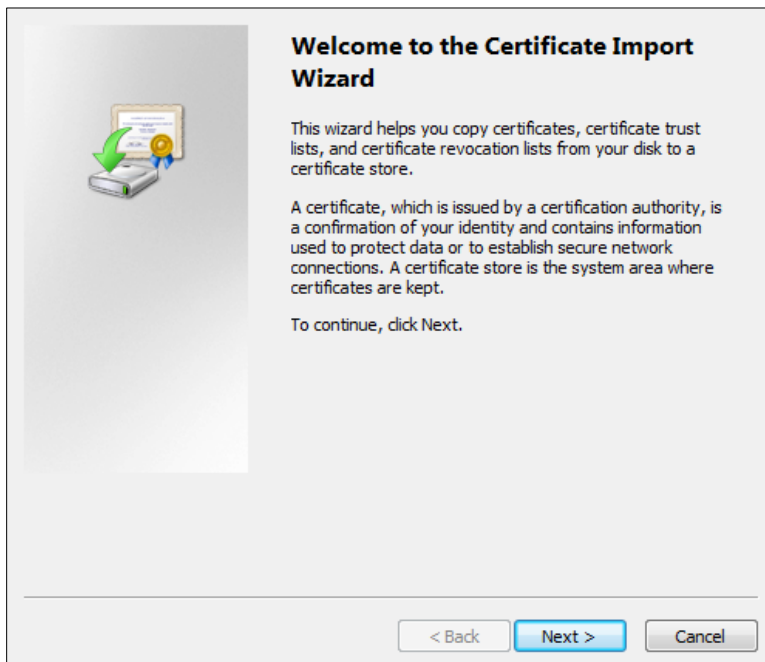 Welcome to the Certificate Import
Wizard
This wizard helps you copy certificates, certificate trust
lists, and certificate revocation lists from your disk to a
certificate store.
A certificate, which is issued by a certification authority, is
a confirmation of your identity and contains information
used to protect data or to establish secure network
connections. A certificate store is the system area where
certificates are kept.
To continue, click Next.
< Back Next > Cancel